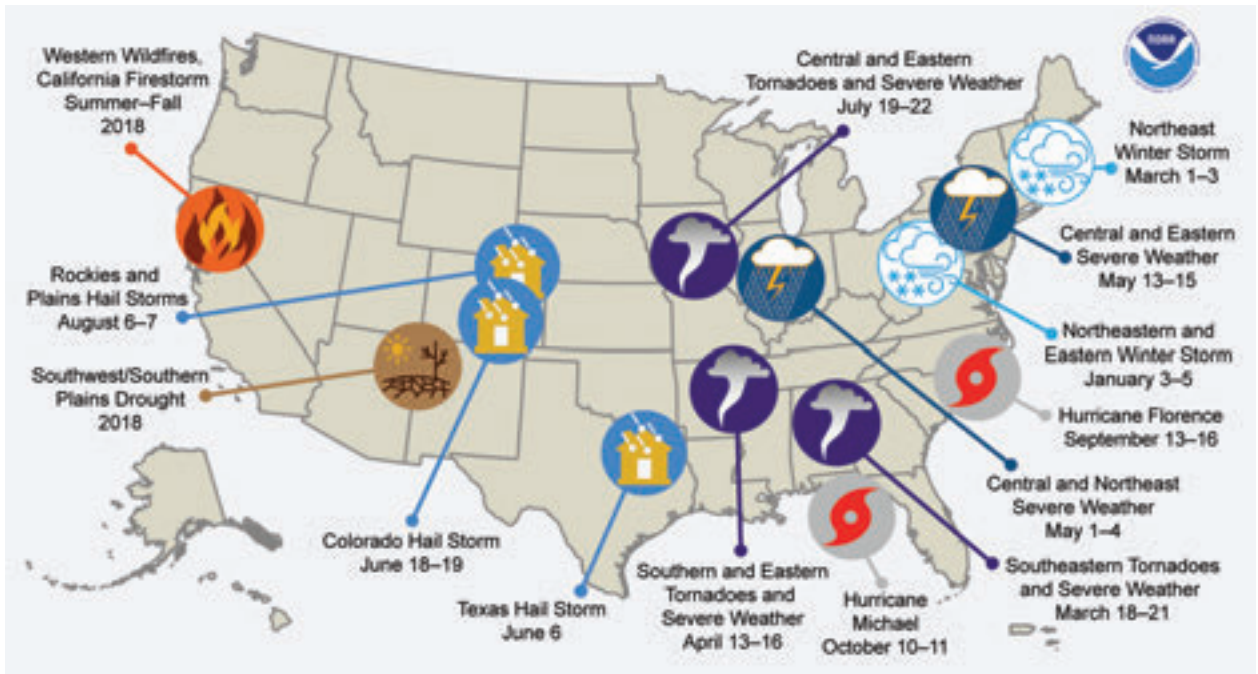 Western Wildfires,
California Firestorm
Summer–Fall
2018
Central and Eastern
Tornadoes and Severe Weather
July 19–22
noaa
Northeast
Winter Storm
March 1–3
Central and Eastern
Severe Weather
May 13–15
Rockies and
Plains Hail Storms
August 6–7
Northeastern and
Eastern Winter Storm
January 3–5
Southwest/Southern
Plains Drought
2018
Hurricane Florence
September 13–16
Central and Northeast
Severe Weather
May 1–4
Colorado Hail Storm
June 18–19
Texas Hail Storm
June 6
Southern and Eastern
Tornadoes and
Severe Weather
April 13–16
Hurricane
Michael
October 10–11
Southeastern Tornadoes
and Severe Weather
March 18–21